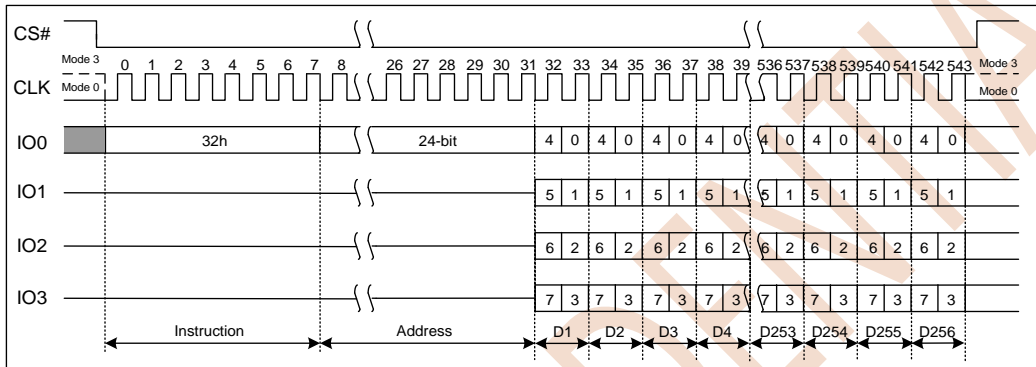 CS#
Mode 3 0 1 2 3 4 5 6 7 8 26 27 28 29 30 31 32 33 34 35 36 37 38 39 536 537 538 539 540 541 542 543 Mode 3
CLK Mode 0 Mode 0
IO0 32h 24-bit 4 0 4 0 4 0 4 0 4 0 4 0 4 0 4 0
IO1 5 1 5 1 5 1 5 1 5 1 5 1 5 1 5 1
IO2 6 2 6 2 6 2 6 2 6 2 6 2 6 2 6 2
IO3 7 3 7 3 7 3 7 3 7 3 7 3 7 3 7 3
Instruction Address D1 D2 D3 D4 D253 D254 D255 D256
DENTIA